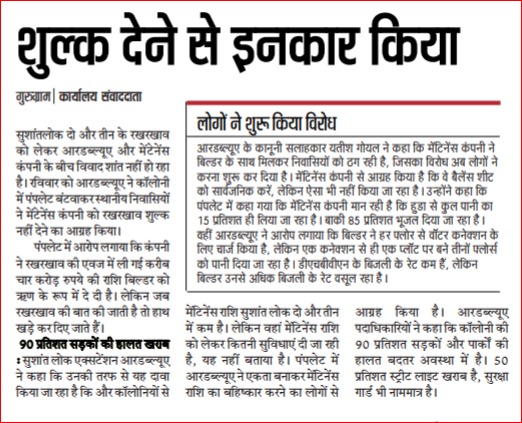 शुल्क देने से इनकार किया
गुरुग्राम | कार्यालय संवाददाता
सुशांतलोक दो और तीन के रखरखाव
को लेकर आरडब्ल्यूए और मेंटेनेंस
कंपनी के बीच विवाद शांत नहीं हो रहा
है। रविवार को आरडब्ल्यूए ने कॉलोनी
में पंपलेट बंटवाकर स्थानीय निवासियों
ने मेंटिनेंस कंपनी को रखरखाव शुल्क
नहीं देने का आग्रह किया।
पंपलेट में आरोप लगाया कि कंपनी
ने रखरखाव की एवज में ली गई करीब
चार करोड़ रुपये की राशि बिल्डर को
ऋण के रूप में दे दी है। लेकिन जब
रखरखाव की बात की जाती है तो हाथ
खड़े कर दिए जाते हैं।
90 प्रतिशत सड़कों की हालत खराब
: सुशांत लोक एक्सटेंशन आरडब्ल्यूए
ने कहा कि उनकी तरफ से यह दावा
किया जा रहा है कि और कॉलोनियों से
लोगों ने शुरू किया विरोध
आरडब्ल्यूए के कानूनी सलाहकार यतीश गोयल ने कहा कि मेंटिनेंस कंपनी ने
बिल्डर के साथ मिलकर निवासियों को ठग रही है, जिसका विरोध अब लोगों ने
करना शुरू कर दिया है। मेंटिनेंस कंपनी से आग्रह किया है कि वे बैलेंस शीट
को सार्वजनिक करें, लेकिन ऐसा भी नहीं किया जा रहा है। उन्होंने कहा कि
पंपलेट में कहा गया कि मेंटिनेंस कंपनी मान रही है कि हुडा से कुल पानी का
15 प्रतिशत ही लिया जा रहा है। बाकी 85 प्रतिशत भूजल दिया जा रहा है।
वहीं आरडब्ल्यूए ने आरोप लगाया कि बिल्डर ने हर फ्लोर से वॉटर कनेक्शन के
लिए चार्ज किया है, लेकिन एक कनेक्शन से ही एक प्लॉट पर बने तीनों फ्लोर्स
को पानी दिया जा रहा है। डीएचबीवीएन के बिजली के रेट कम हैं, लेकिन
बिल्डर उनसे अधिक बिजली के रेट वसूल रहा है।
मेंटिनेंस राशि सुशांत लोक दो और तीन
में कम है। लेकिन वहां मेंटिनेंस राशि
को लेकर कितनी सुविधाएं दी जा रही
है, यह नहीं बताया है। पंपलेट में
आरडब्ल्यूए ने एकता बनाकर मेंटिनेंस
राशि का बहिष्कार करने का लोगों से
आग्रह किया है। आरडब्ल्यूए
पदाधिकारियों ने कहा कि कॉलोनी की
90 प्रतिशत सड़कों और पार्कों की
हालत बदतर अवस्था में है। 50
प्रतिशत स्ट्रीट लाइट खराब है, सुरक्षा
गार्ड भी नाममात्र है।